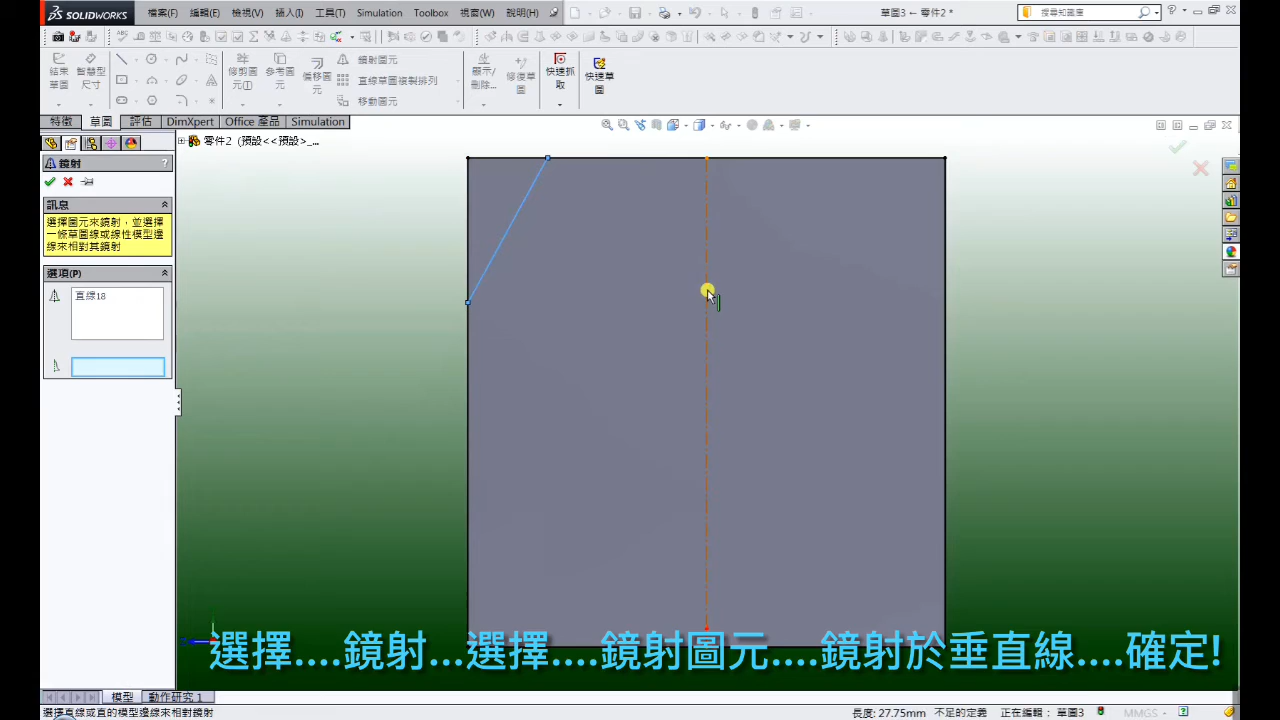 SOLIDWORKS 檔案(F) 編輯(E) 檢視(V) 插入(I) 工具(T) Simulation Toolbox 視窗(W) 說明(H) 草圖3 ← 零件2 * 搜尋知識庫
結束草圖 智慧型尺寸 修剪圖元(I) 參考圖元 偏移圖元 鏡射圖元 直線草圖複製排列 移動圖元 顯示/刪除... 修復草圖 快速抓取 快速草圖
特徵 草圖 評估 DimXpert Office 產品 Simulation
零件2 (預設<<預設>_...
鏡射 ?
訊息
選擇圖元來鏡射，並選擇
一條草圖線或線性模型邊
線來相對其鏡射
選項(P)
直線18
選擇....鏡射...選擇....鏡射圖元....鏡射於垂直線....確定!
模型 動作研究 1
選擇直線或直的模型邊線來相對鏡射 長度: 27.75mm 不足的定義 正在編輯： 草圖3 MMGS